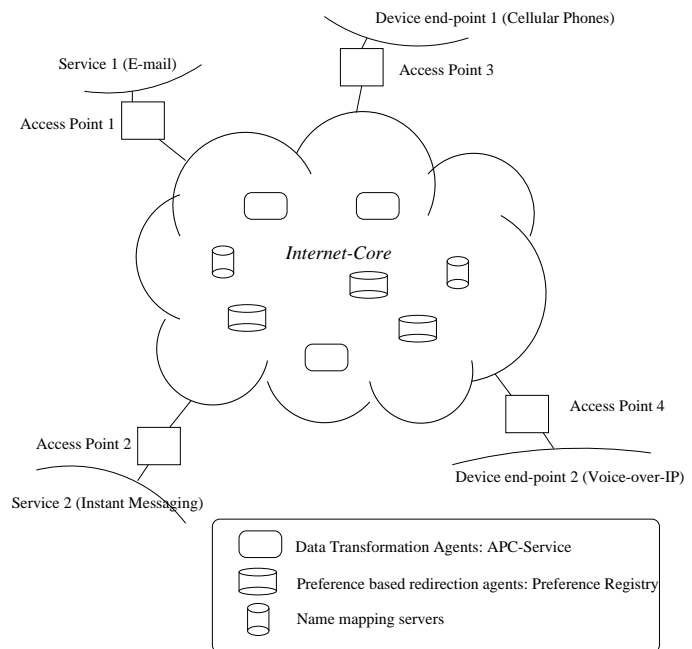 Device end-point 1 (Cellular Phones)
Service 1 (E-mail)
Access Point 3
Access Point 1
Internet-Core
Access Point 4
Access Point 2
Device end-point 2 (Voice-over-IP)
Service 2 (Instant Messaging)
Data Transformation Agents: APC-Service
Preference based redirection agents: Preference Registry
Name mapping servers